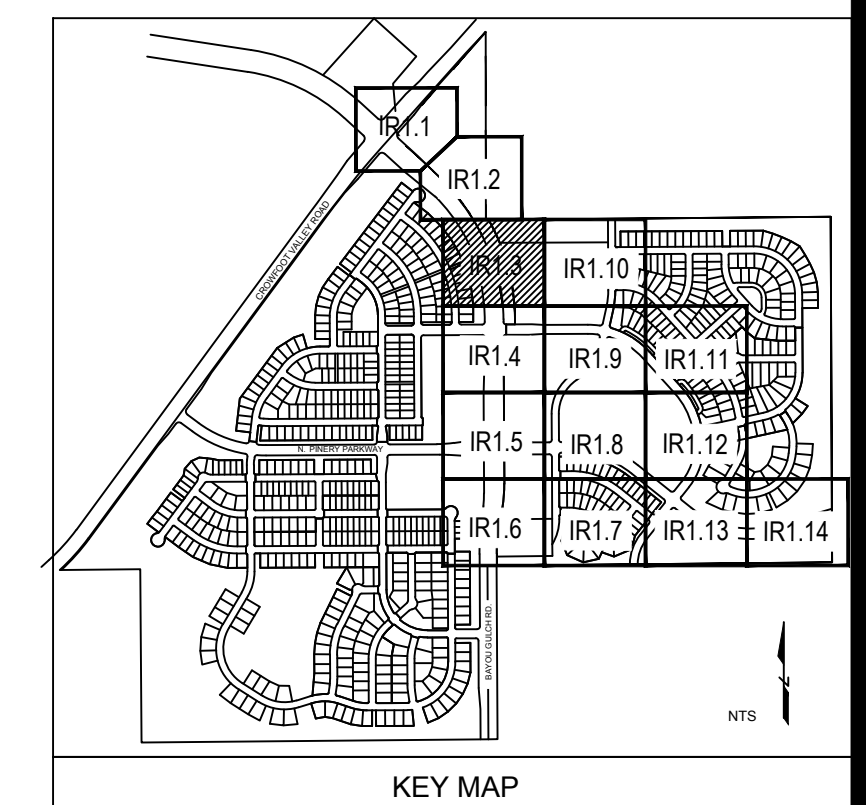 IR1.1
IR1.2
CROWFOOT VALLEY ROAD
IR1.3
IR1.10
IR1.4
IR1.9
IR1.11
N. PINERY PARKWAY
IR1.5
IR1.8
IR1.12
IR1.6
IR1.7
IR1.13
IR1.14
BAYOU GULCH RD.
NTS
Z
KEY MAP